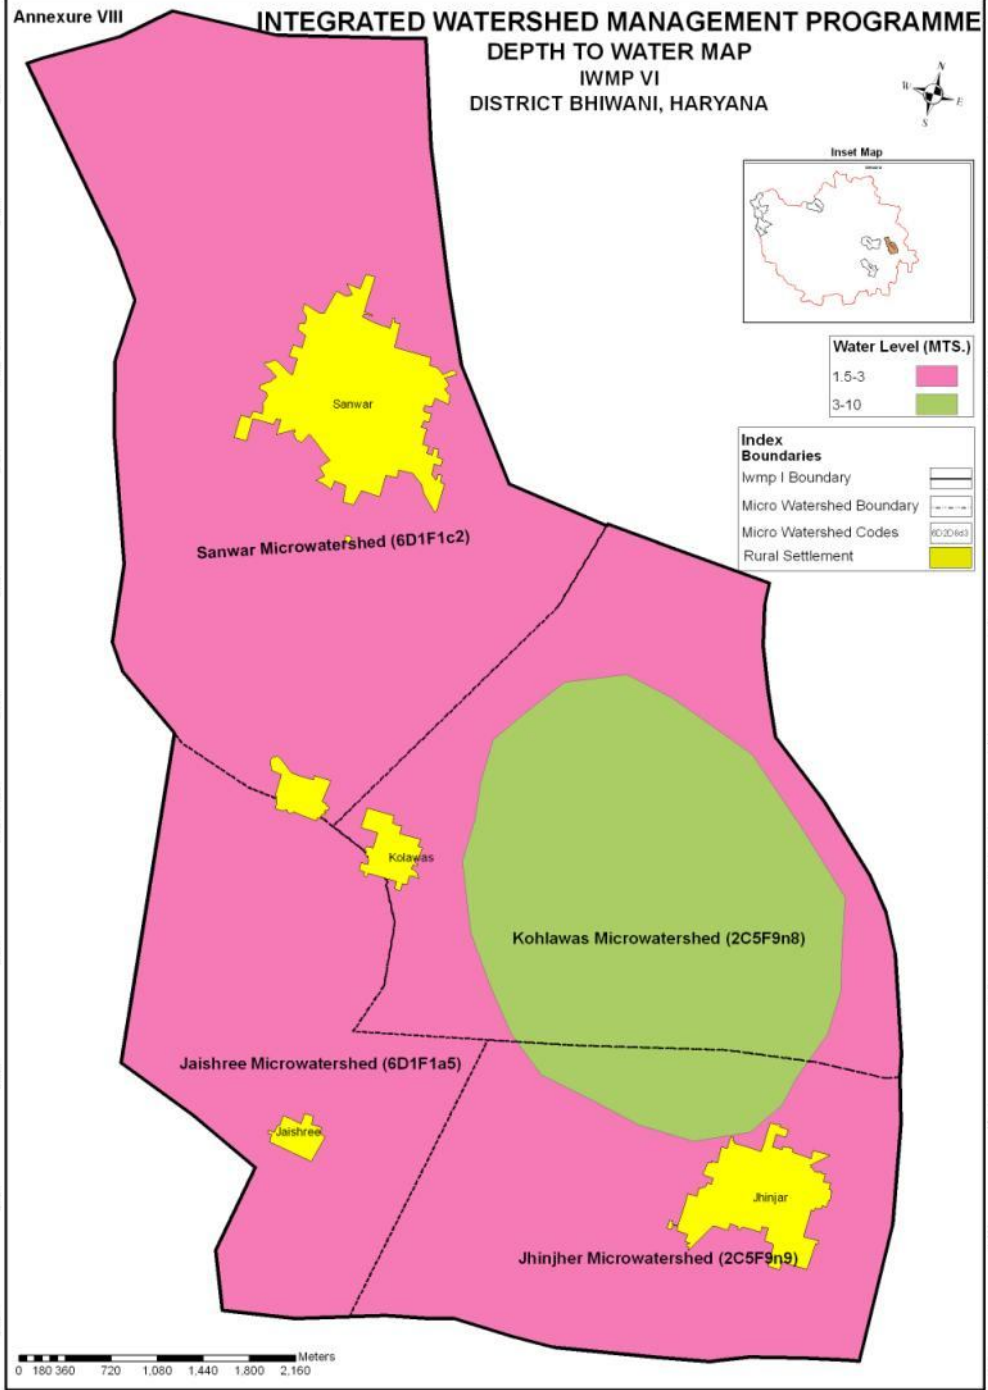 Annexure VIII
INTEGRATED WATERSHED MANAGEMENT PROGRAMME
DEPTH TO WATER MAP
IWMP VI
DISTRICT BHIWANI, HARYANA
N
W
E
S
Inset Map
Water Level (MTS.)
1.5-3
3-10
Index
Boundaries
Iwmp I Boundary
Micro Watershed Boundary
Micro Watershed Codes
Rural Settlement
Sanwar
Sanwar Microwatershed (6D1F1c2)
Kolawas
Kohlawas Microwatershed (2C5F9n8)
Jaishree Microwatershed (6D1F1a5)
Jaishree
Jhinjar
Jhinjher Microwatershed (2C5F9n9)
Meters
0 180 360 720 1,080 1,440 1,800 2,160